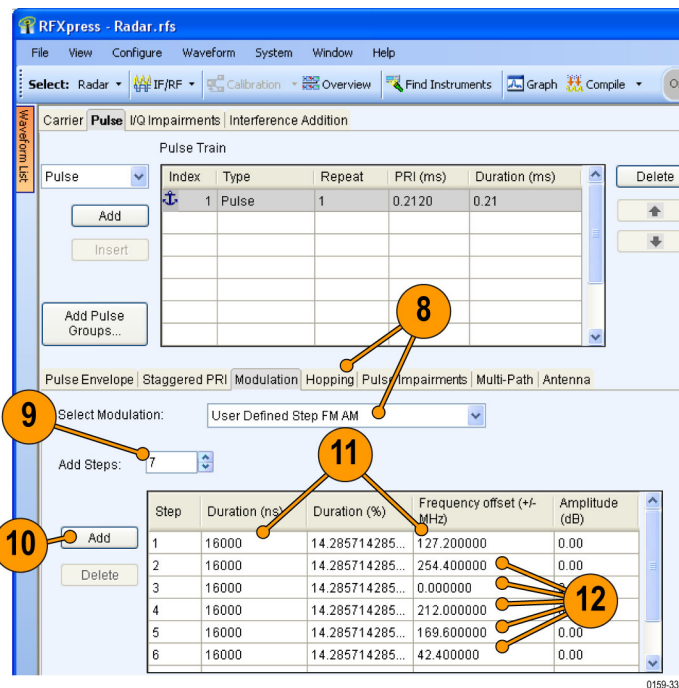 RFXpress - Radar.rfs
File View Configure Waveform System Window Help
Select: Radar IF/RF Calibration Overview Find Instruments Graph Compile
Waveform List
Carrier Pulse I/Q Impairments Interference Addition
Pulse Train
Pulse
Index Type Repeat PRI (ms) Duration (ms)
Delete
1 Pulse 1 0.2120 0.21
Add
Insert
Add Pulse
Groups...
8
Pulse Envelope Staggered PRI Modulation Hopping Pulse Impairments Multi-Path Antenna
9
Select Modulation: User Defined Step FM AM
11
Add Steps: 7
Step Duration (ns) Duration (%) Frequency offset (+/- MHz) Amplitude (dB)
10
Add
Delete
1 16000 14.285714285... 127.200000 0.00
2 16000 14.285714285... 254.400000 0.00
3 16000 14.285714285... 0.000000
12
4 16000 14.285714285... 212.000000
5 16000 14.285714285... 169.600000 0.00
6 16000 14.285714285... 42.400000 0.00
0159-33